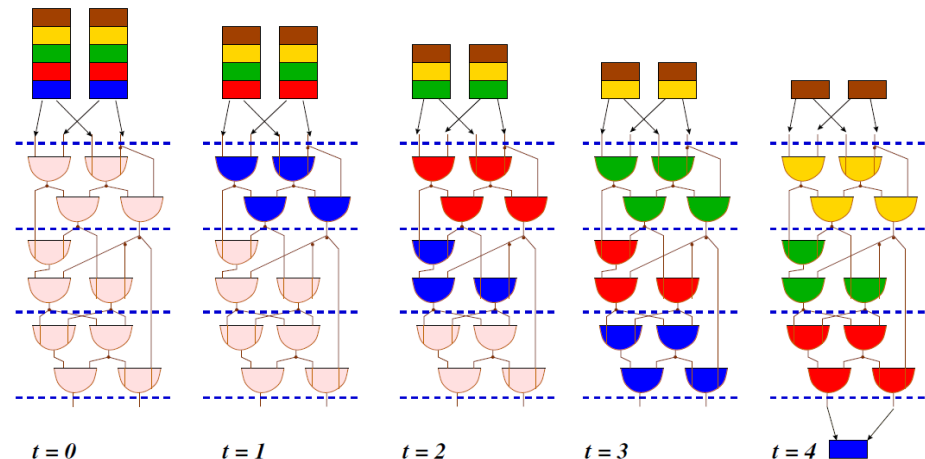 t = 0 t = 1 t = 2 t = 3 t = 4